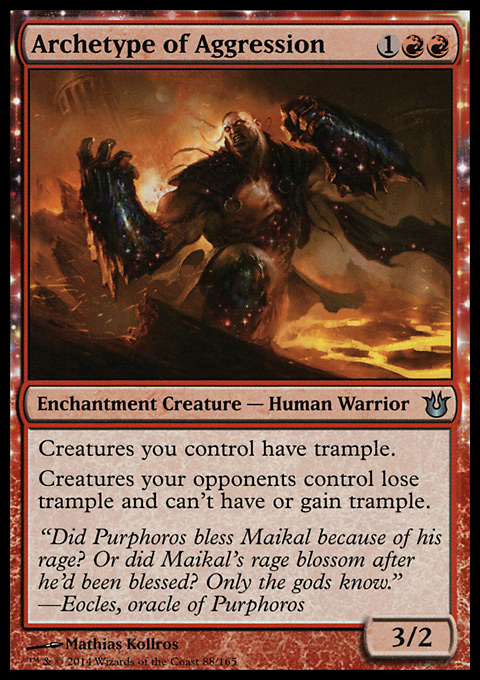 Archetype of Aggression 1
Enchantment Creature — Human Warrior
Creatures you control have trample.
Creatures your opponents control lose
trample and can't have or gain trample.
“Did Purphoros bless Maikal because of his
rage? Or did Maikal's rage blossom after
he'd been blessed? Only the gods know.”
—Eocles, oracle of Purphoros
3/2
Mathias Kollros
™ & © 2014 Wizards of the Coast 88/165